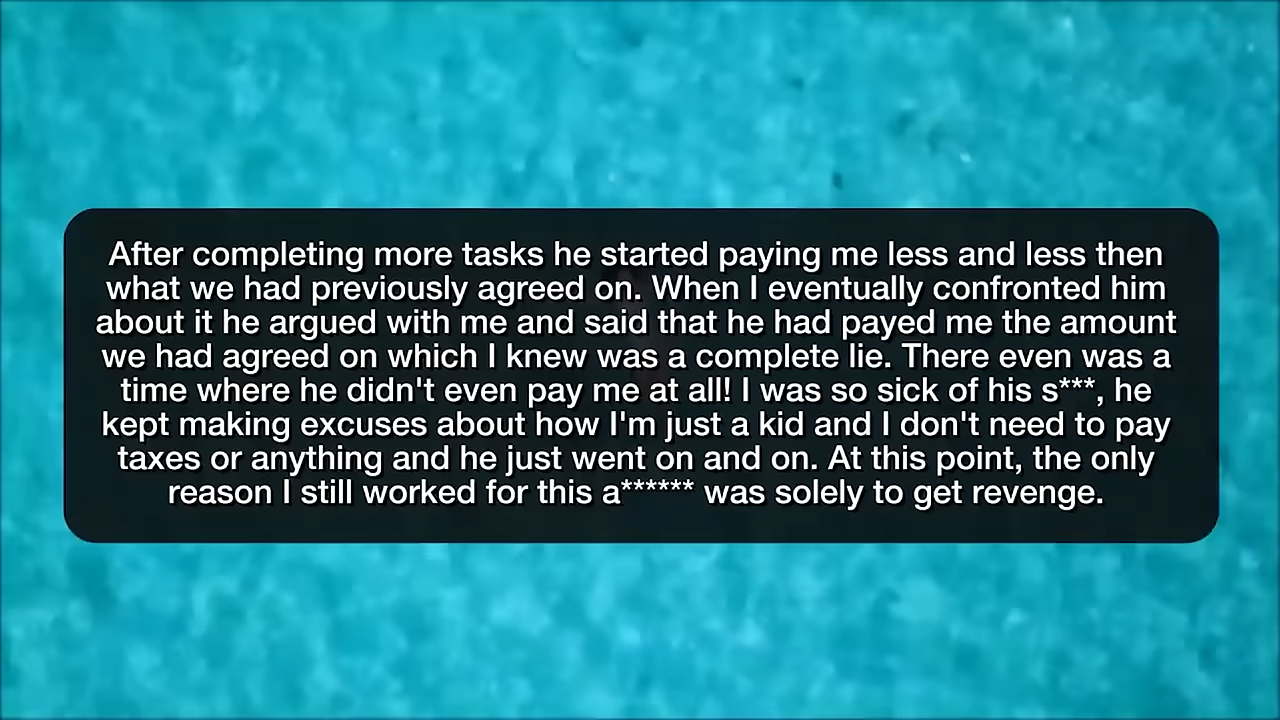 After completing more tasks he started paying me less and less then
what we had previously agreed on. When I eventually confronted him
about it he argued with me and said that he had payed me the amount
we had agreed on which I knew was a complete lie. There even was a
time where he didn't even pay me at all! I was so sick of his s***, he
kept making excuses about how I'm just a kid and I don't need to pay
taxes or anything and he just went on and on. At this point, the only
reason I still worked for this a****** was solely to get revenge.